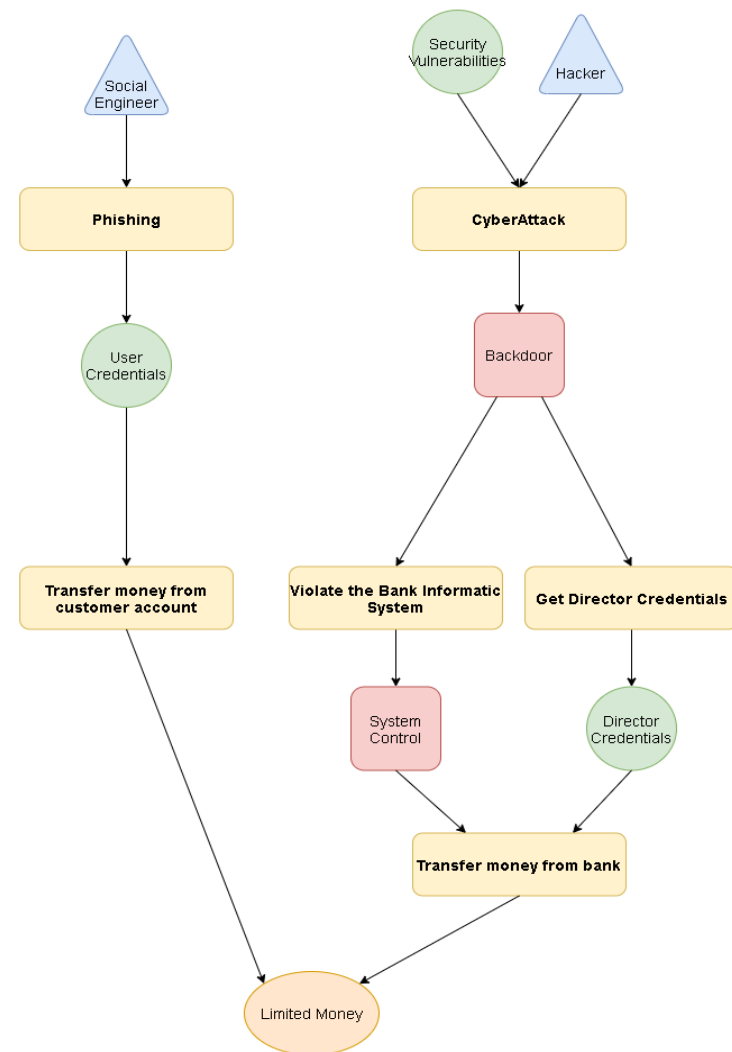 Security
Vulnerabilities
Hacker
Social
Engineer
Phishing
CyberAttack
Backdoor
User
Credentials
Transfer money from
customer account
Violate the Bank Informatic
System
Get Director Credentials
System
Control
Director
Credentials
Transfer money from bank
Limited Money